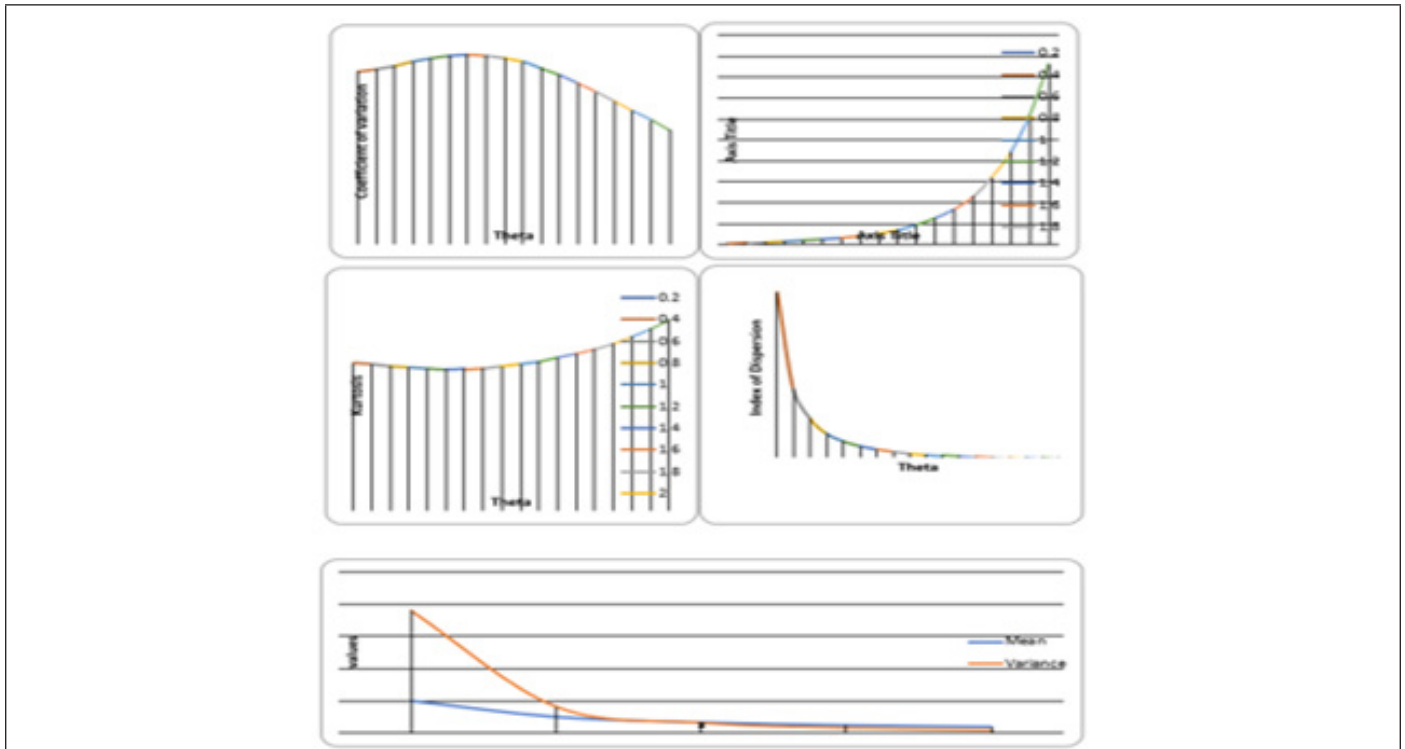 Coefficient of variation
Theta
Axis Title
Axis Title
0.2
0.4
0.6
0.8
1
1.2
1.4
1.6
1.8
Kurtosis
Theta
0.2
0.4
0.6
0.8
1
1.2
1.4
1.6
1.8
2
Index of Dispersion
Theta
values
Mean
Variance